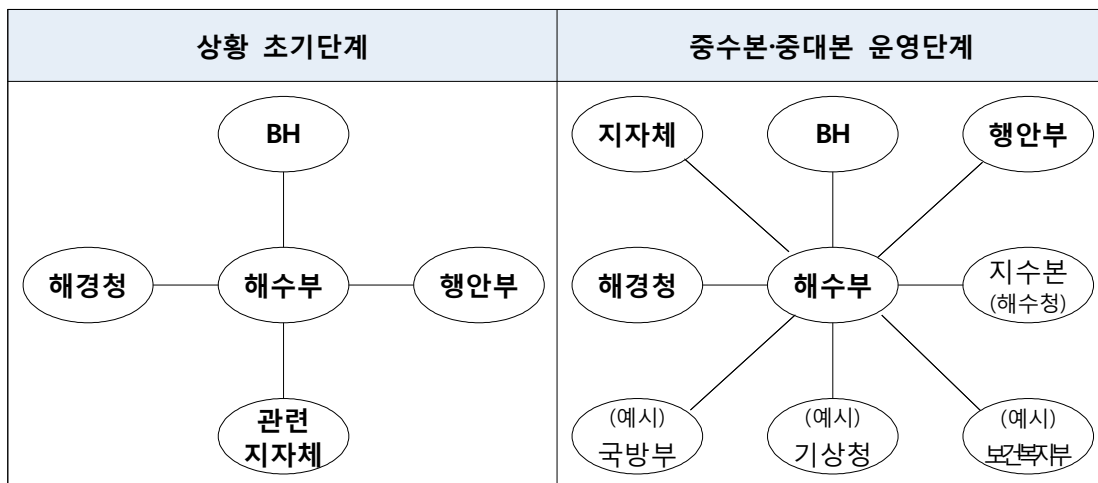 상황 초기단계
중수본·중대본 운영단계
BH
해경청
해수부
행안부
관련
지자체
지자체
BH
행안부
해경청
해수부
지수본
(해수청)
(예시)
국방부
(예시)
기상청
(예시)
보건복지부